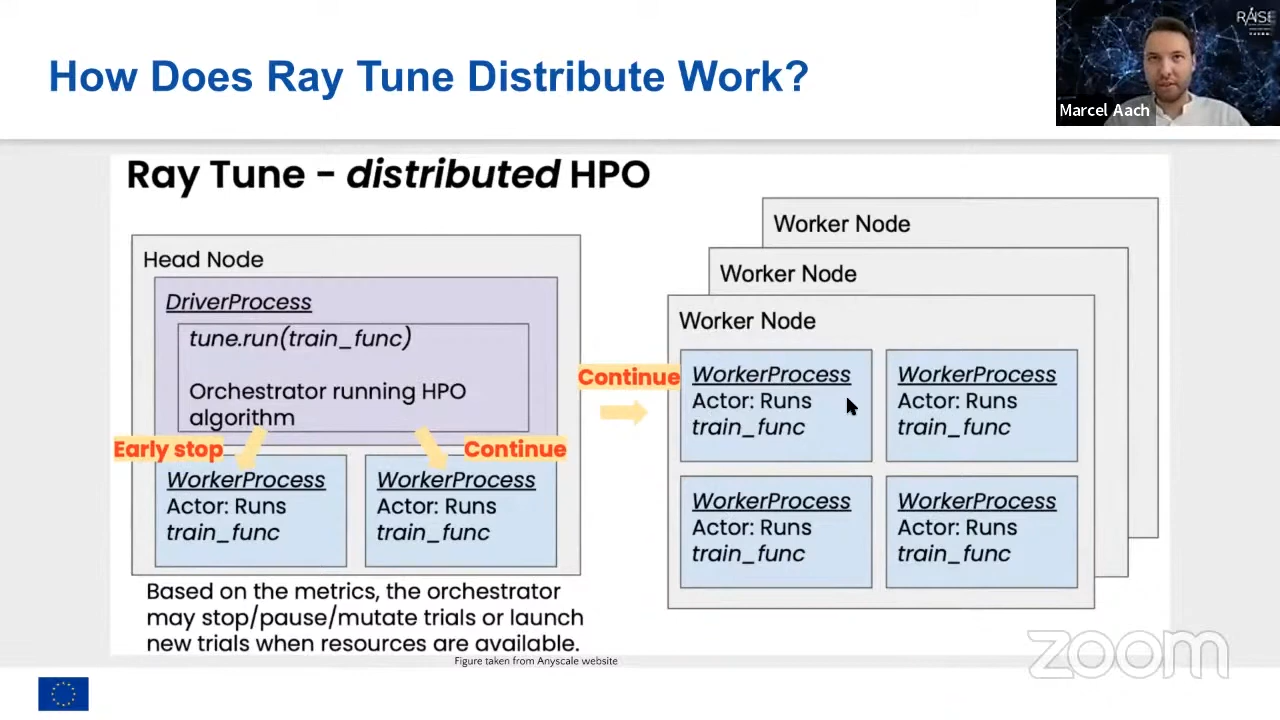 How Does Ray Tune Distribute Work?
RAISE
Marcel Aach
Ray Tune - distributed HPO
Head Node
DriverProcess
tune.run(train_func)
Orchestrator running HPO
algorithm
Early stop
Continue
WorkerProcess
Actor: Runs
train_func
WorkerProcess
Actor: Runs
train_func
Based on the metrics, the orchestrator
may stop/pause/mutate trials or launch
new trials when resources are available.
Continue
Worker Node
Worker Node
Worker Node
WorkerProcess
Actor: Runs
train_func
WorkerProcess
Actor: Runs
train_func
WorkerProcess
Actor: Runs
train_func
WorkerProcess
Actor: Runs
train_func
Figure taken from Anyscale website
zoom